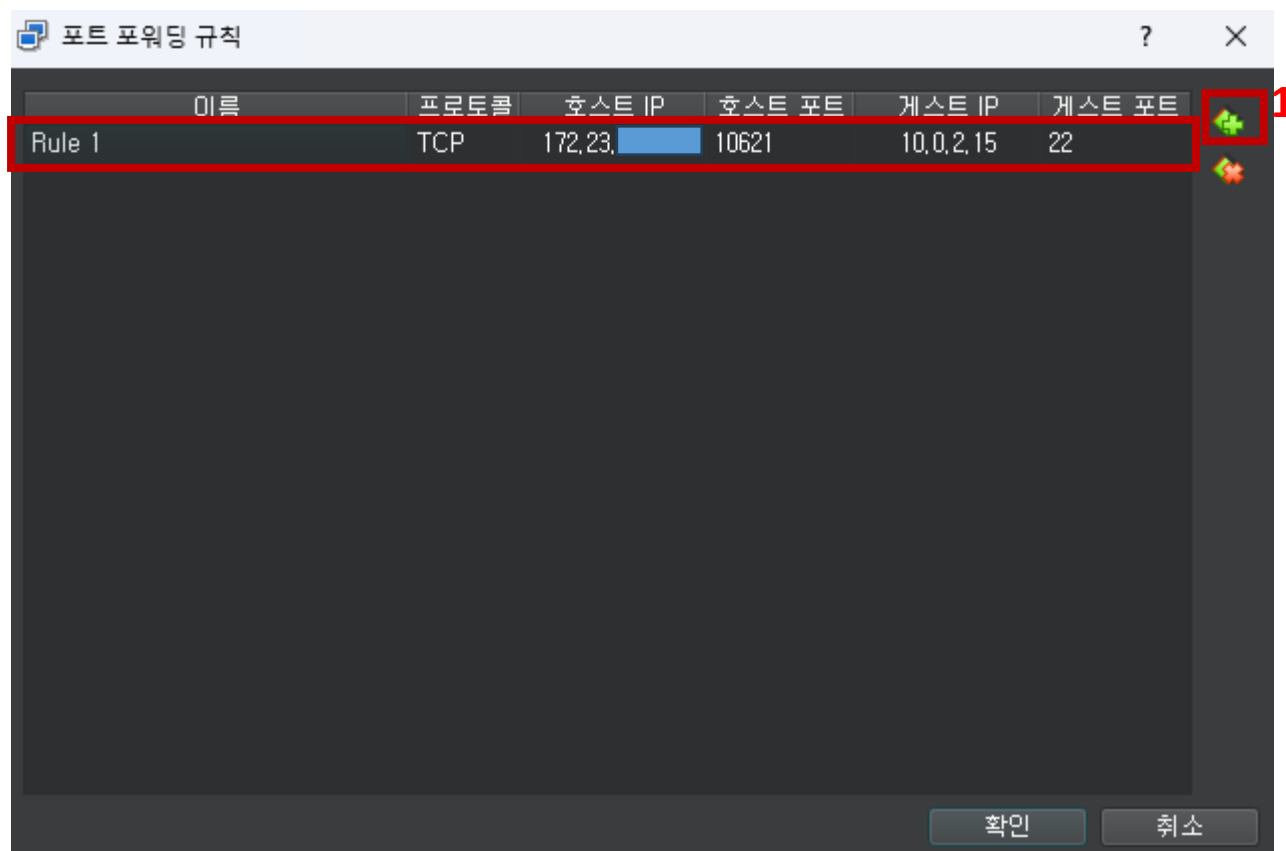 포트 포워딩 규칙 ?
이름 프로토콜 호스트 IP 호스트 포트 게스트 IP 게스트 포트 1
Rule 1 TCP 172,23, 10621 10,0,2,15 22
확인 취소